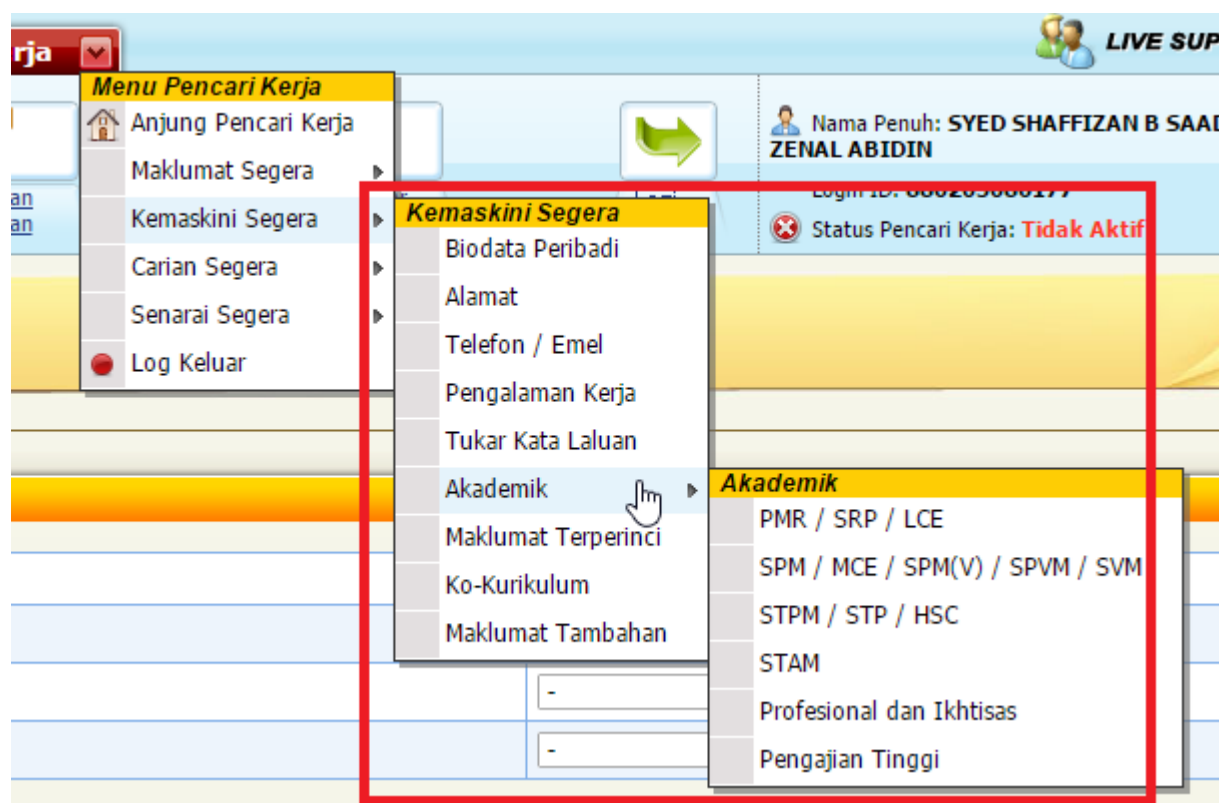 rja
LIVE SUP
Menu Pencari Kerja
Anjung Pencari Kerja
Maklumat Segera
Kemaskini Segera
Carian Segera
Senarai Segera
Log Keluar
an
an
Nama Penuh: SYED SHAFFIZAN B SAAD
ZENAL ABIDIN
Status Pencari Kerja: Tidak Aktif
Kemaskini Segera
Biodata Peribadi
Alamat
Telefon / Emel
Pengalaman Kerja
Tukar Kata Laluan
Akademik
Maklumat Terperinci
Ko-Kurikulum
Maklumat Tambahan
Akademik
PMR / SRP / LCE
SPM / MCE / SPM(V) / SPVM / SVM
STPM / STP / HSC
STAM
Profesional dan Ikhtisas
Pengajian Tinggi
-
-